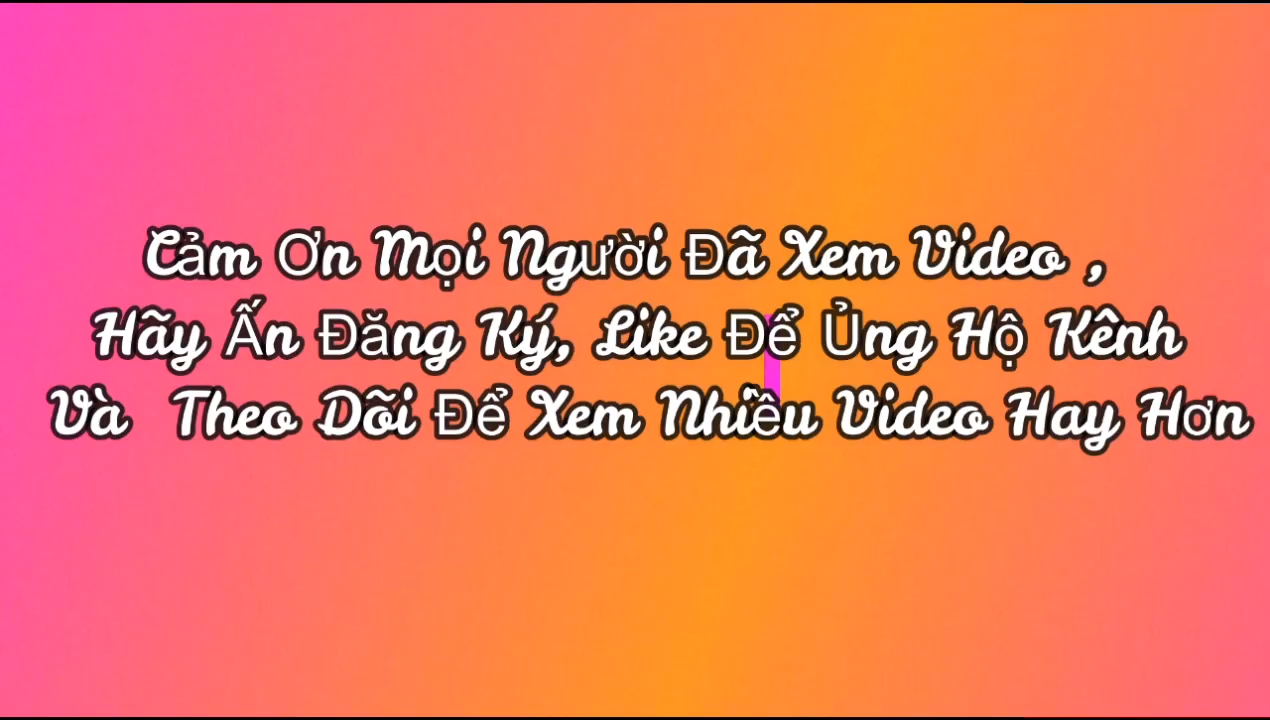 Cảm Ơn Mọi Người Đã Xem Video ,
Hãy Ấn Đăng Ký, Like Để Ủng Hộ Kênh
Và Theo Dõi Để Xem Nhiều Video Hay Hơn